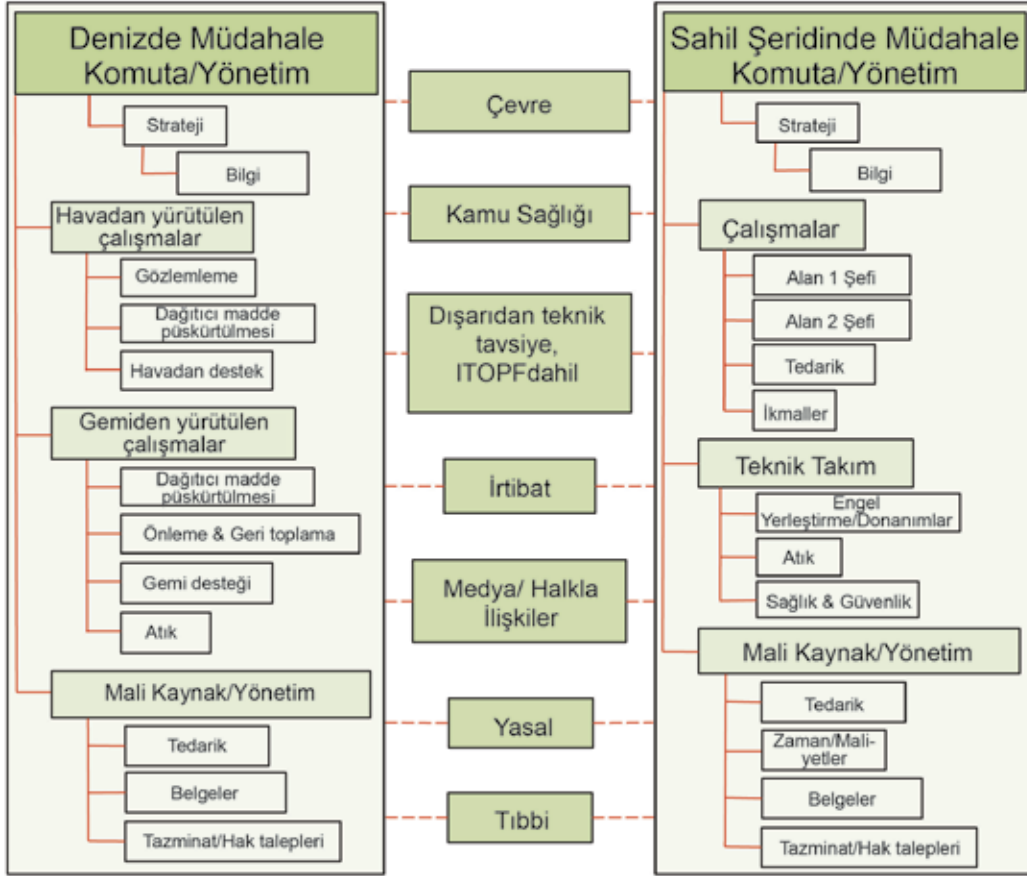 Denizde Müdahale
Komuta/Yönetim
Strateji
Bilgi
Havadan yürütülen
çalışmalar
Gözlemleme
Dağıtıcı madde
püskürtülmesi
Havadan destek
Gemiden yürütülen
çalışmalar
Dağıtıcı madde
püskürtülmesi
Önleme & Geri toplama
Gemi desteği
Atık
Mali Kaynak/Yönetim
Tedarik
Belgeler
Tazminat/Hak talepleri
Çevre
Kamu Sağlığı
Dışarıdan teknik
tavsiye,
ITOPFdahil
İrtibat
Medya/ Halkla
İlişkiler
Yasal
Tıbbi
Sahil Şeridinde Müdahale
Komuta/Yönetim
Strateji
Bilgi
Çalışmalar
Alan 1 Şefi
Alan 2 Şefi
Tedarik
İkmaller
Teknik Takım
Engel
Yerleştirme/Donanımlar
Atık
Sağlık & Güvenlik
Mali Kaynak/Yönetim
Tedarik
Zaman/Mali-
yetler
Belgeler
Tazminat/Hak talepleri